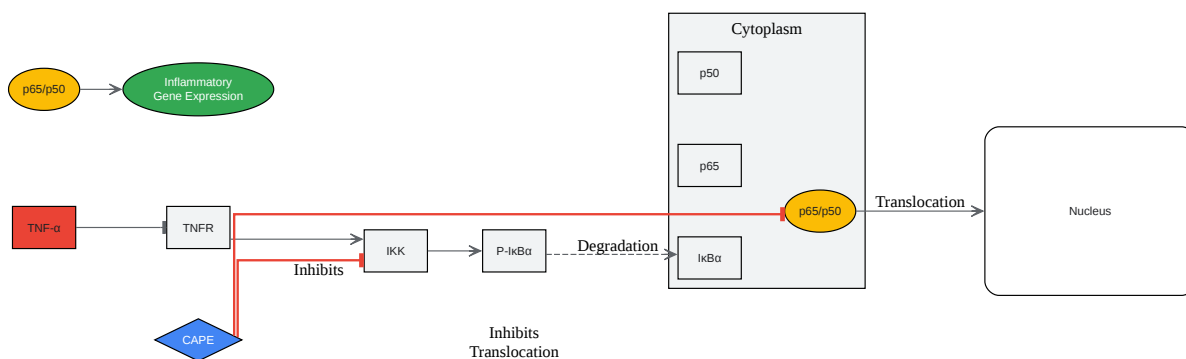 Cytoplasm
p50
p65/p50
Inflammatory
Gene Expression
p65
TNF-α
TNFR
p65/p50
Translocation
Nucleus
IKK
P-IκBα
Degradation
IκBα
Inhibits
CAPE
Inhibits
Translocation